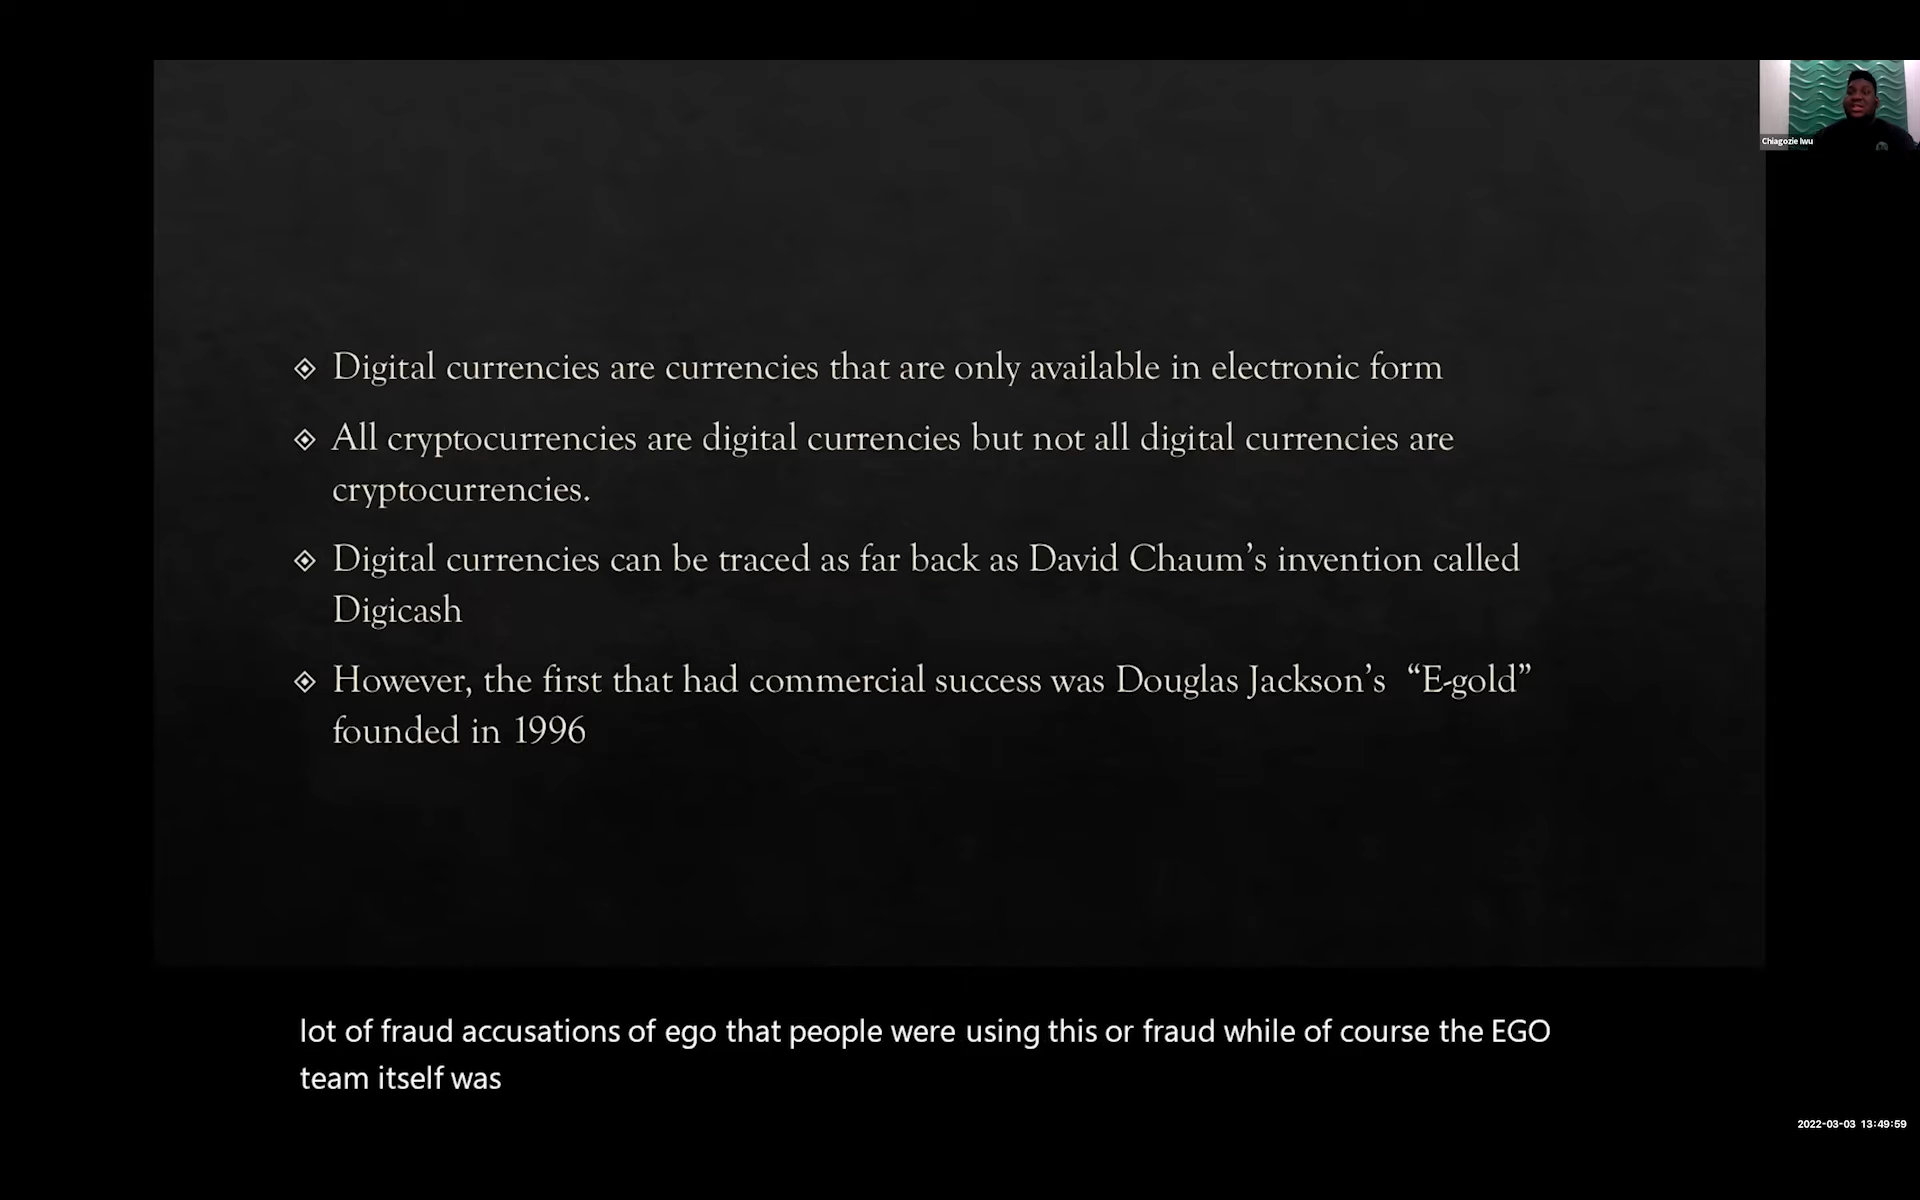 Chiagozie Iwu
Digital currencies are currencies that are only available in electronic form
All cryptocurrencies are digital currencies but not all digital currencies are
cryptocurrencies.
Digital currencies can be traced as far back as David Chaum’s invention called
Digicash
However, the first that had commercial success was Douglas Jackson’s “E-gold”
founded in 1996
lot of fraud accusations of ego that people were using this or fraud while of course the EGO
team itself was
2022-03-03 13:49:59